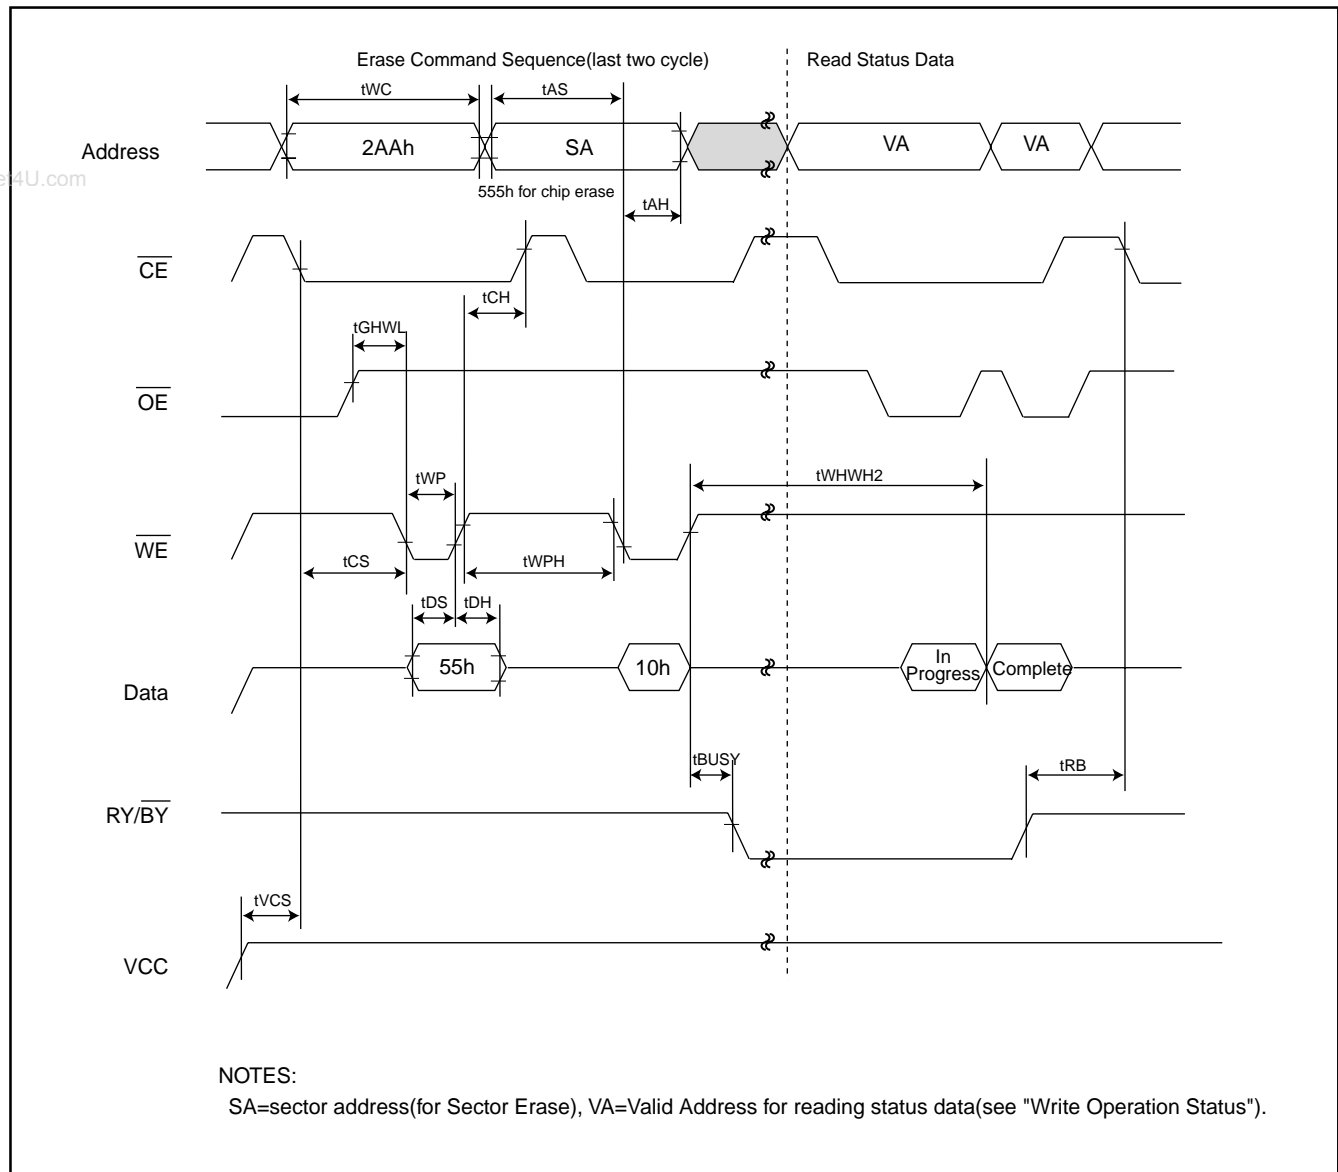 Erase Command Sequence(last two cycle)
Read Status Data
tWC
tAS
Address
2AAh
SA
VA
VA
et4U.com
555h for chip erase
tAH
CE
tCH
tGHWL
OE
tWP
tWHWH2
WE
tCS
tWPH
tDS
tDH
55h
10h
In
Progress
Complete
Data
tBUSY
tRB
RY/BY
tVCS
VCC
NOTES:
SA=sector address(for Sector Erase), VA=Valid Address for reading status data(see "Write Operation Status").